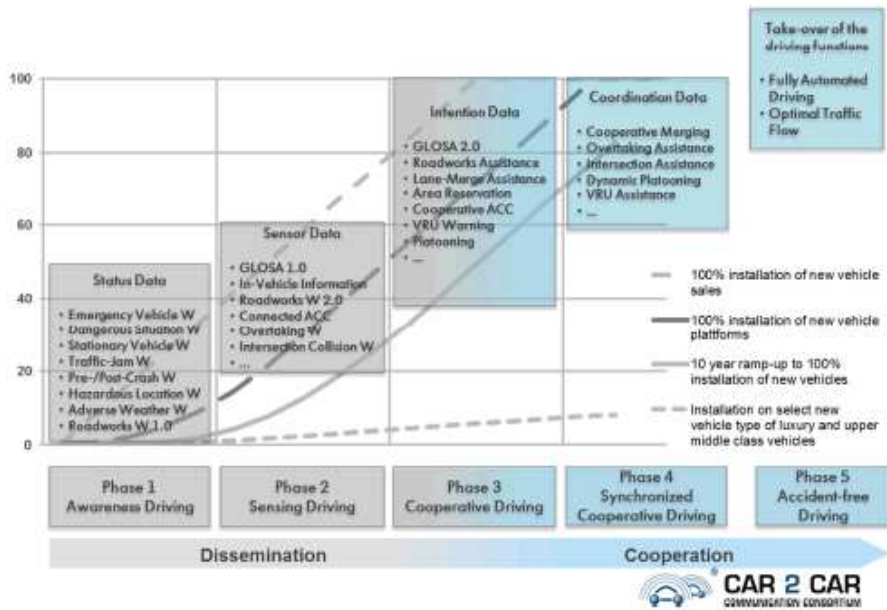 Take-over of the
driving functions
• Fully Automated
Driving
• Optimal Traffic
Flow
100
80
60
40
20
0
Intention Data
• GLOSA 2.0
• Roadworks Assistance
• Lane-Merge Assistance
• Area Reservation
• Cooperative ACC
• VRU Warning
• Platooning
• ...
Coordination Data
• Cooperative Merging
• Overtaking Assistance
• Intersection Assistance
• Dynamic Platooning
• VRU Assistance
• ...
Sensor Data
• GLOSA 1.0
• In-Vehicle Information
• Roadworks W 2.0
• Connected ACC
• Overtaking W
• Intersection Collision W
• ...
Status Data
• Emergency Vehicle W
• Dangerous Situation W
• Stationary Vehicle W
• Traffic-Jam W
• Pre-/Post-Crash W
• Hazardous Location W
• Adverse Weather W
• Roadworks W 1.0
100% installation of new vehicle
sales
100% installation of new vehicle
plattforms
10 year ramp-up to 100%
installation of new vehicles
Installation on select new
vehicle type of luxury and upper
middle class vehicles
Phase 1
Awareness Driving
Phase 2
Sensing Driving
Phase 3
Cooperative Driving
Phase 4
Synchronized
Cooperative Driving
Phase 5
Accident-free
Driving
Dissemination
Cooperation
CAR 2 CAR
COMMUNICATION CONSORTIUM